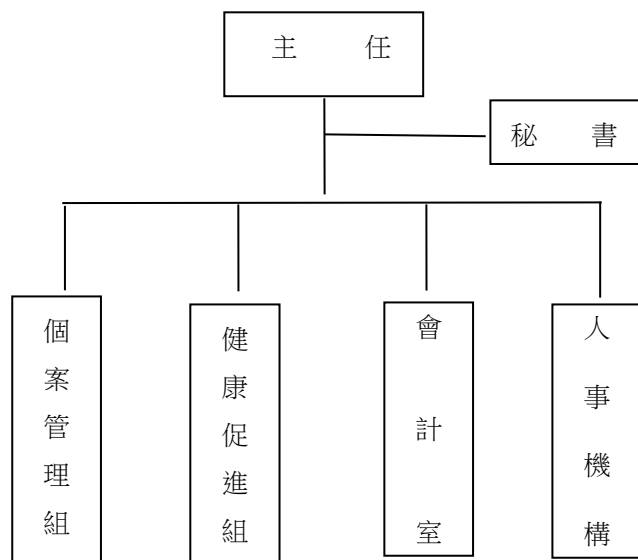 主任
秘書
個案管理組
健康促進組
會計室
人事機構